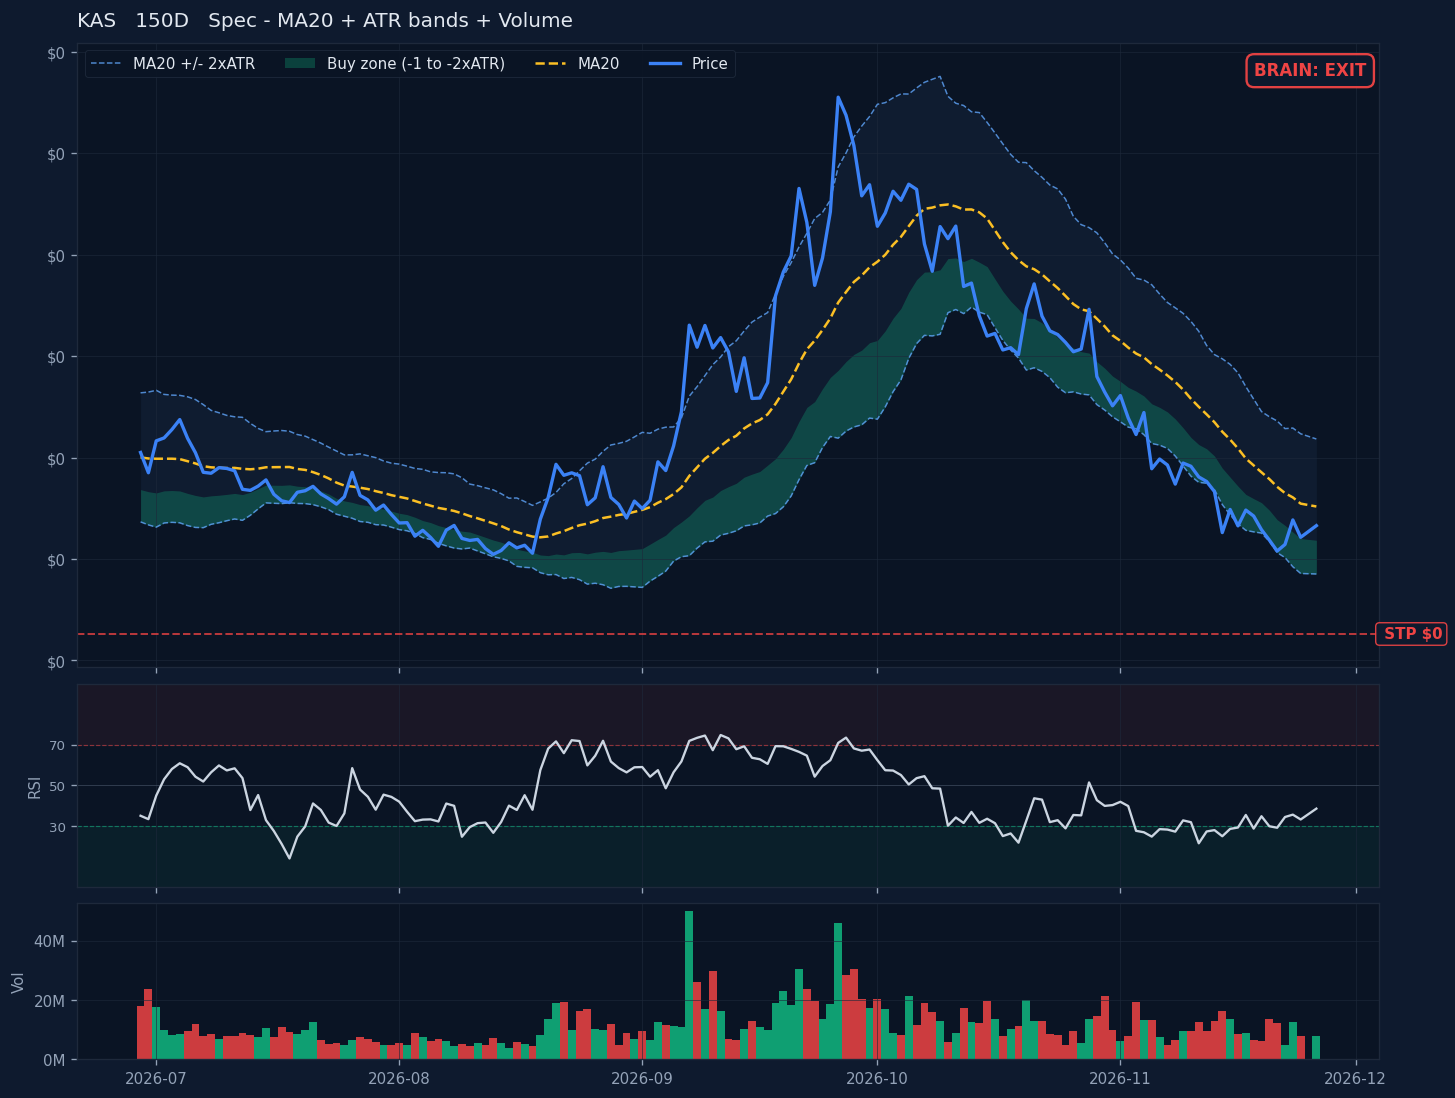 KAS   150D   Spec - MA20 + ATR bands + Volume
MA20 +/- 2xATR
Buy zone (-1 to -2xATR)
MA20
Price
BRAIN: EXIT
$0
$0
$0
$0
$0
$0
$0
STP $0
RSI
70
50
30
Vol
40M
20M
0M
2026-07
2026-08
2026-09
2026-10
2026-11
2026-12